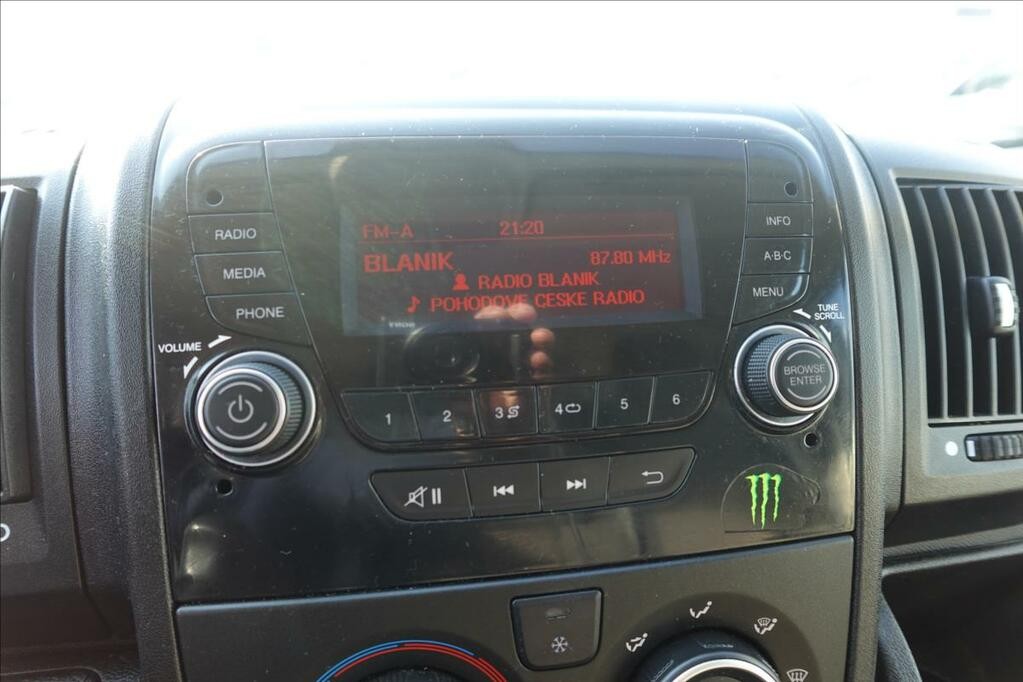 RADIO
MEDIA
PHONE
VOLUME
FM-A 21:20
BLANIK 87.80 MHz
RADIO BLANIK
POHODOVE CESKE RADIO
INFO
A·B·C
MENU
TUNE
SCROLL
BROWSE
ENTER
1 2 3 4 5 6